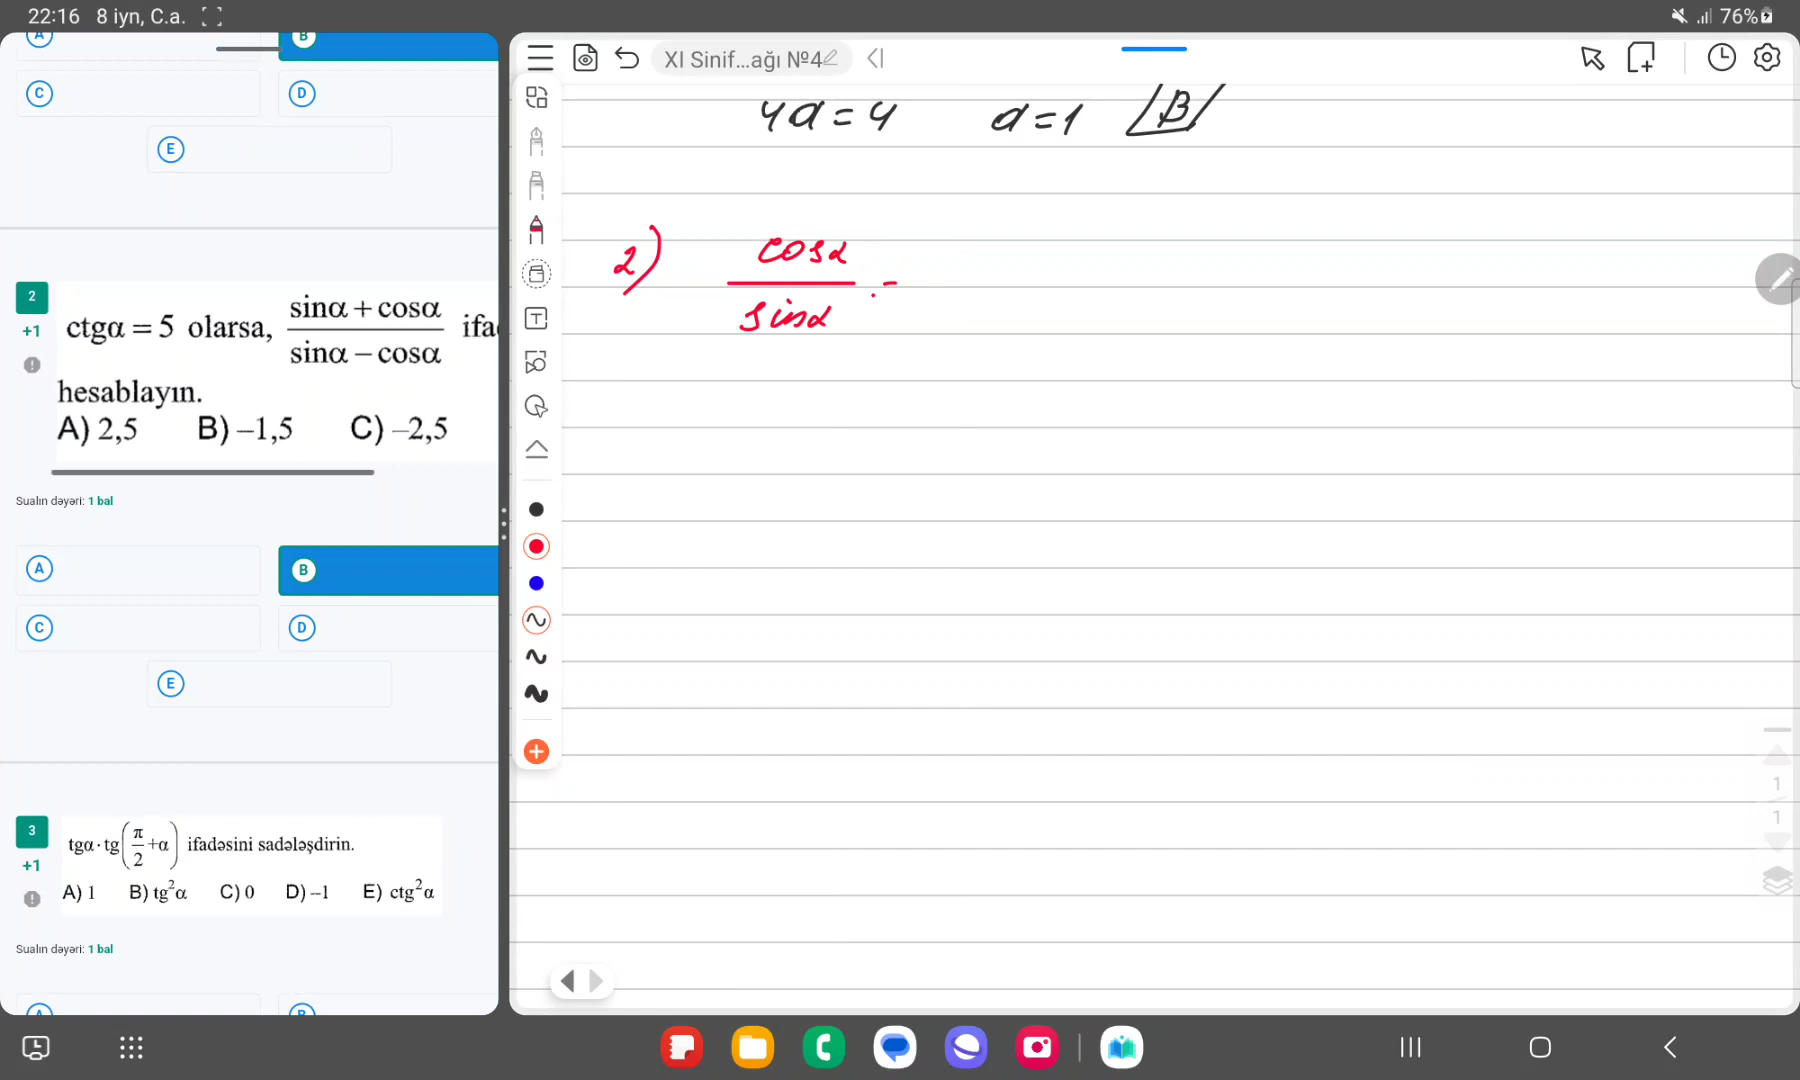 22:16 8 iyn, C.a.
76%
A
B
C
D
E
2
+1
ctgα = 5 olarsa, sinα + cosα / sinα – cosα
hesablayın.
A) 2,5 B) –1,5 C) –2,5
Sualın dəyəri: 1 bal
A
B
C
D
E
3
+1
tgα · tg(π/2 +α) ifadəsini sadələşdirin.
A) 1 B) tg²α C) 0 D) –1 E) ctg²α
Sualın dəyəri: 1 bal
XI Sinif...ağı №4
4a = 4 a = 1 B
2) cosα
sinα =
T
1
1